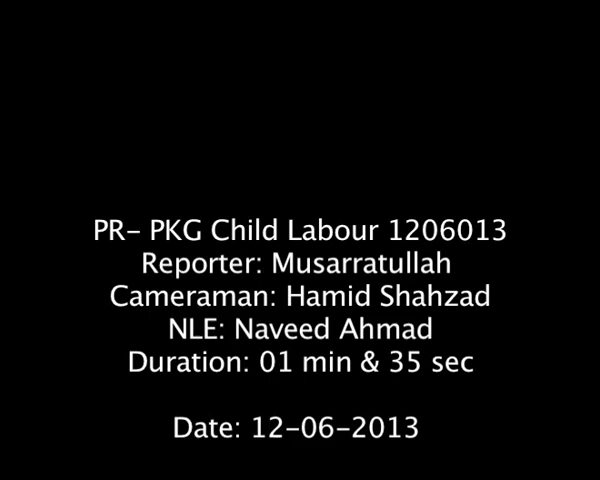 PR- PKG Child Labour 1206013
Reporter: Musarratullah
Cameraman: Hamid Shahzad
NLE: Naveed Ahmad
Duration: 01 min & 35 sec
Date: 12-06-2013